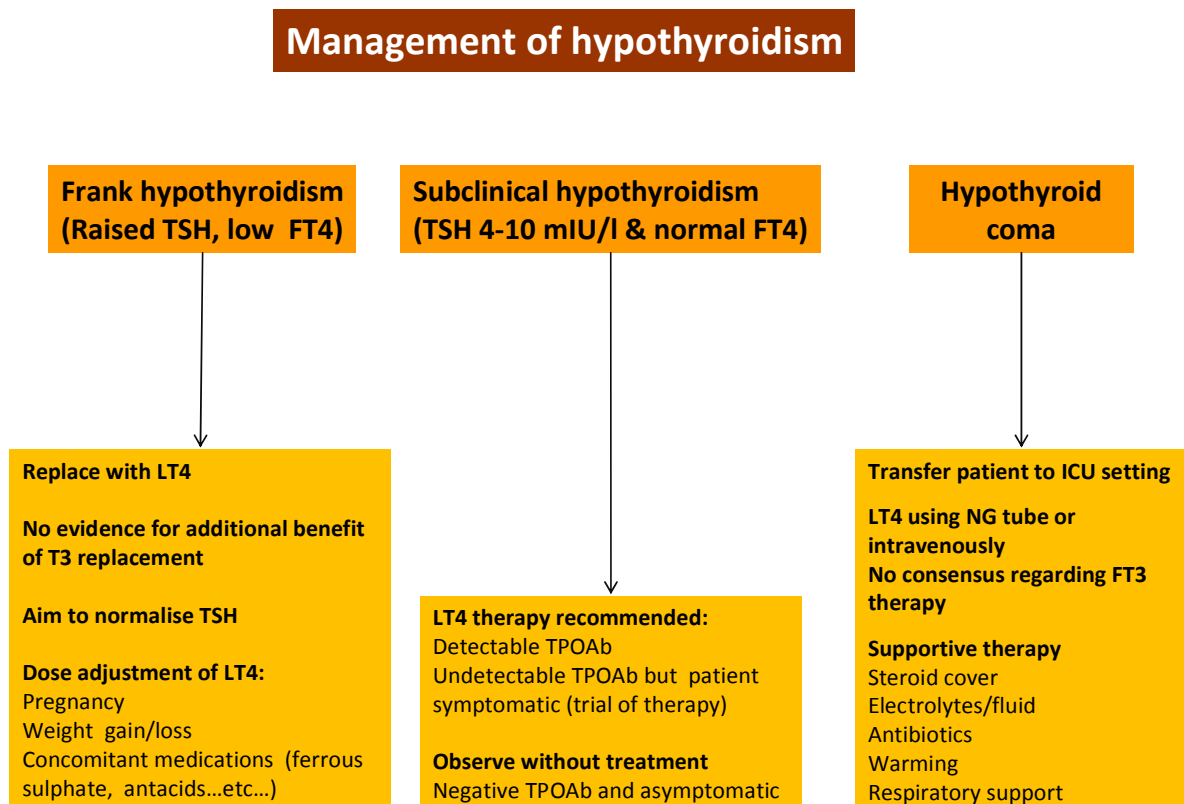 Management of hypothyroidism
Frank hypothyroidism
(Raised TSH, low FT4)
Subclinical hypothyroidism
(TSH 4-10 mIU/l & normal FT4)
Hypothyroid
coma
Replace with LT4
No evidence for additional benefit
of T3 replacement
Aim to normalise TSH
Dose adjustment of LT4:
Pregnancy
Weight gain/loss
Concomitant medications (ferrous
sulphate, antacids...etc...)
LT4 therapy recommended:
Detectable TPOAb
Undetectable TPOAb but patient
symptomatic (trial of therapy)
Observe without treatment
Negative TPOAb and asymptomatic
Transfer patient to ICU setting
LT4 using NG tube or
intravenously
No consensus regarding FT3
therapy
Supportive therapy
Steroid cover
Electrolytes/fluid
Antibiotics
Warming
Respiratory support